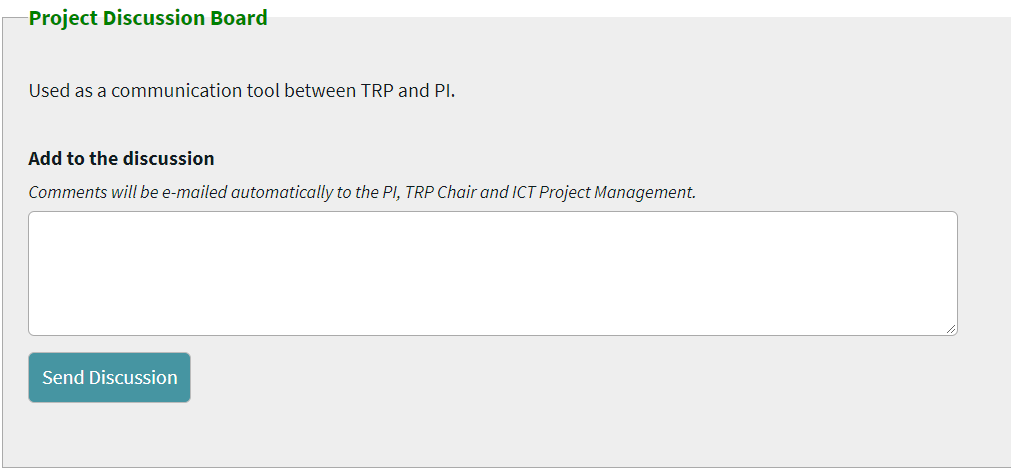 Project Discussion Board
Used as a communication tool between TRP and PI.
Add to the discussion
Comments will be e-mailed automatically to the PI, TRP Chair and ICT Project Management.
Send Discussion